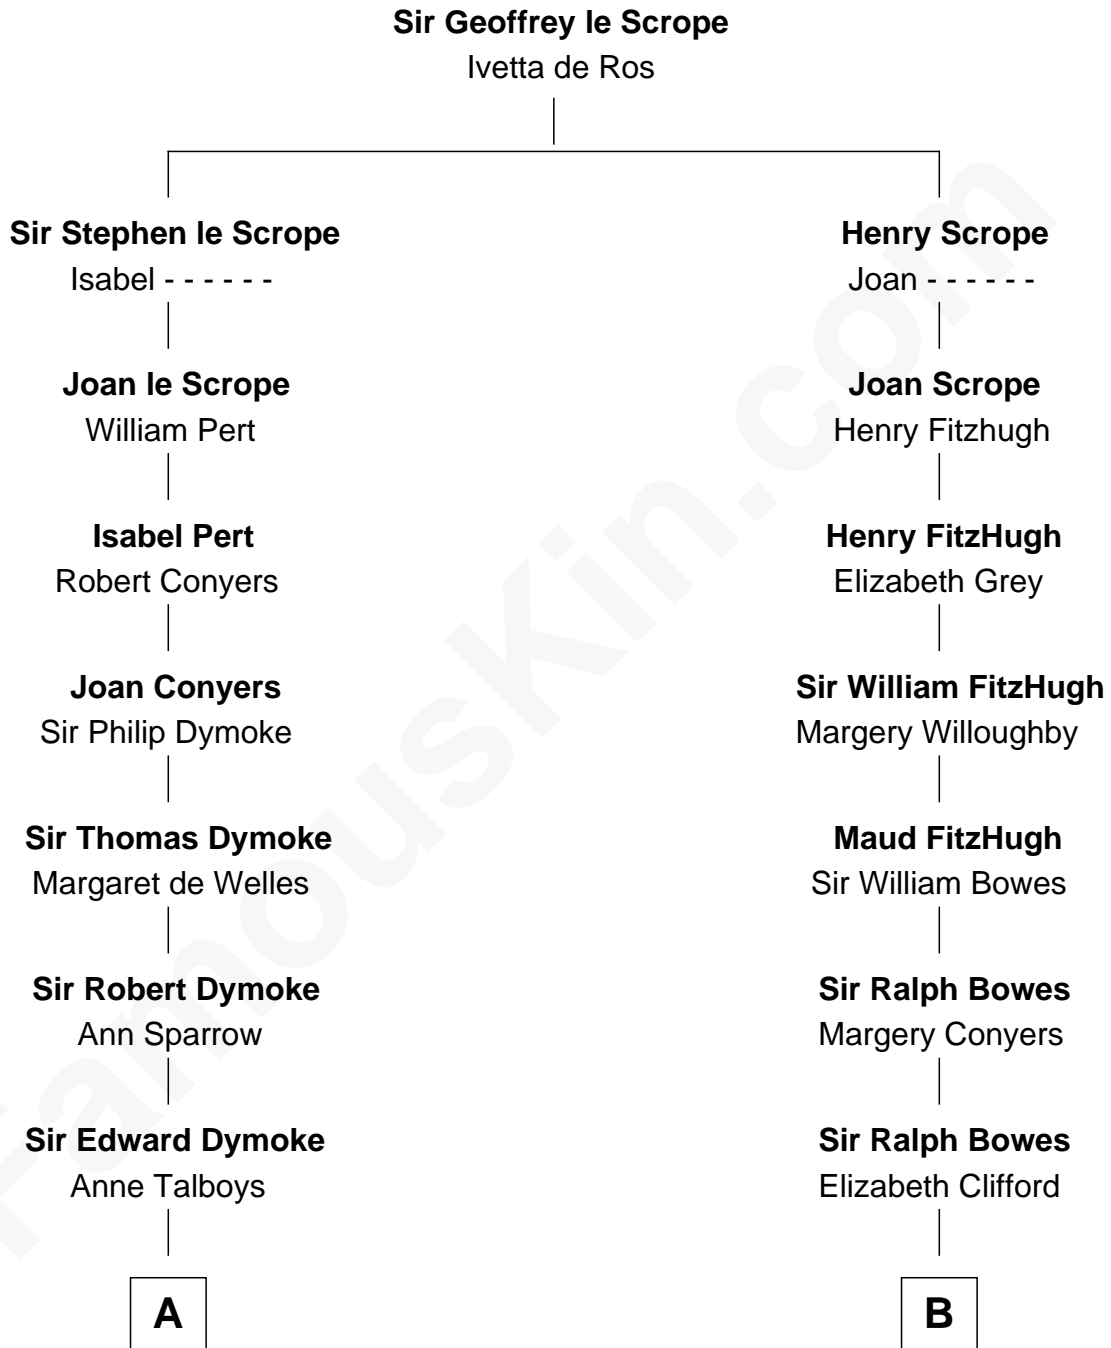 Sir Geoffrey le Scrope
Ivetta de Ros
Sir Stephen le Scrope
Isabel - - - - - -
Henry Scrope
Joan - - - - - -
Joan le Scrope
William Pert
Joan Scrope
Henry Fitzhugh
Isabel Pert
Robert Conyers
Henry FitzHugh
Elizabeth Grey
Joan Conyers
Sir Philip Dymoke
Sir William FitzHugh
Margery Willoughby
Sir Thomas Dymoke
Margaret de Welles
Maud FitzHugh
Sir William Bowes
Sir Robert Dymoke
Ann Sparrow
Sir Ralph Bowes
Margery Conyers
Sir Edward Dymoke
Anne Talboys
Sir Ralph Bowes
Elizabeth Clifford
A
B
FamousKin.com